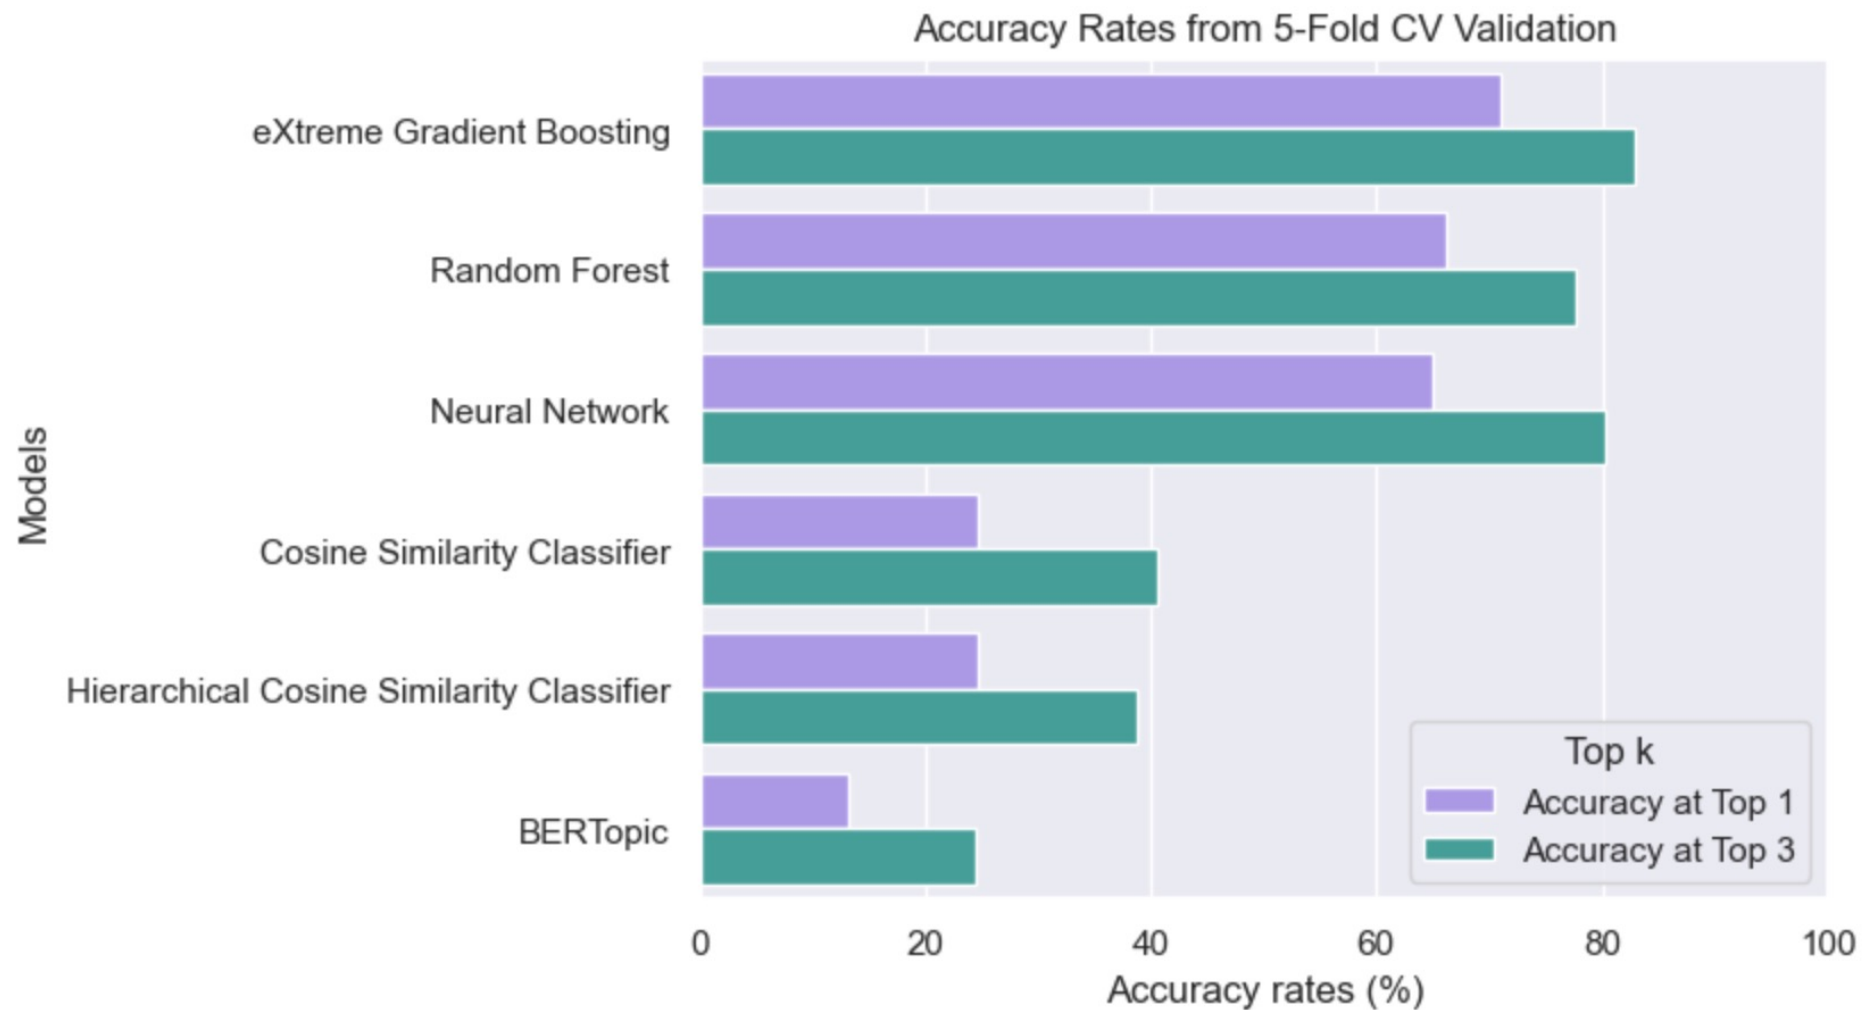 Accuracy Rates from 5-Fold CV Validation
Models
eXtreme Gradient Boosting
Random Forest
Neural Network
Cosine Similarity Classifier
Hierarchical Cosine Similarity Classifier
BERTopic
Top k
Accuracy at Top 1
Accuracy at Top 3
0 20 40 60 80 100
Accuracy rates (%)